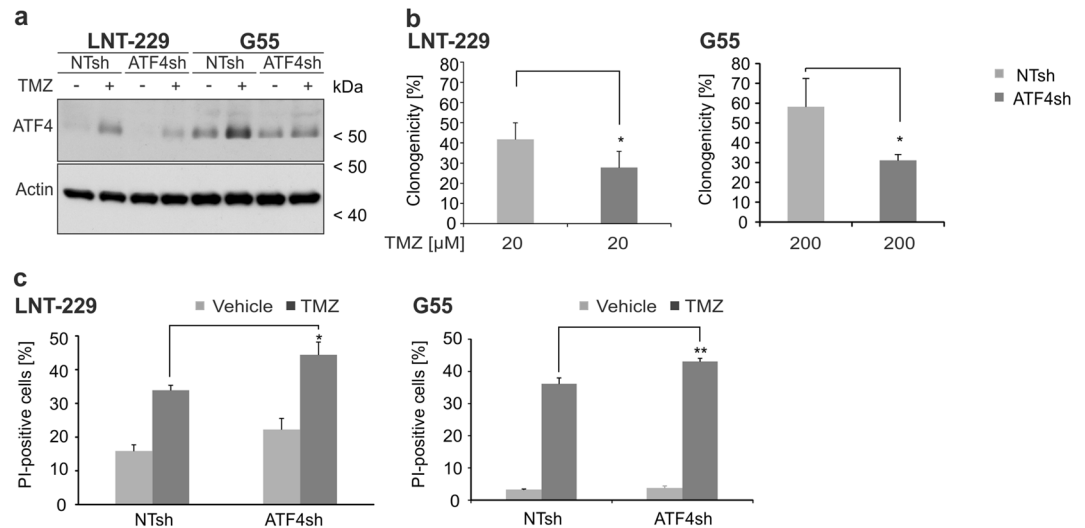 a
LNT-229 G55
NTsh ATF4sh NTsh ATF4sh
TMZ - + - + - + - + kDa
ATF4
< 50
< 50
Actin
< 40
b
LNT-229
Clonogenicity [%]
80
70
60
50
40
30
20
10
0
*
TMZ [µM] 20 20
G55
Clonogenicity [%]
80
70
60
50
40
30
20
10
0
*
200 200
NTsh
ATF4sh
c
LNT-229
Vehicle TMZ
PI-positive cells [%]
50
40
30
20
10
0
*
NTsh ATF4sh
G55
Vehicle TMZ
PI-positive cells [%]
50
40
30
20
10
0
**
NTsh ATF4sh